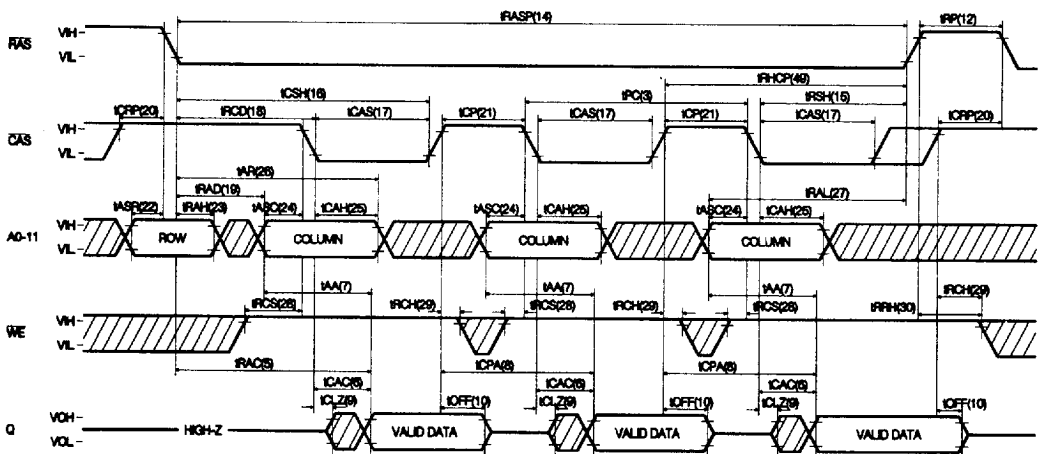 tRASP(14) tRP(12)
RAS VIH
VIL
tRHCP(49)
tCSH(16) tPC(3) tRSH(15)
tCRP(20) tRCD(18) tCAS(17) tCP(21) tCAS(17) tCP(21) tCAS(17) tCRP(20)
CAS VIH
VIL
tAR(26)
tRAD(19) tRAL(27)
tASR(22) tRAH(23) tASC(24) tCAH(25) tASC(24) tCAH(25) tASC(24) tCAH(25)
A0-11 VIH
VIL
ROW COLUMN COLUMN COLUMN
tAA(7) tAA(7) tAA(7)
tRCS(28) tRCH(29) tRCS(28) tRCH(29) tRCS(28) tRRH(30) tRCH(29)
WE VIH
VIL
tRAC(5) tCPA(8) tCPA(8)
tCAC(6) tCAC(6) tCAC(6)
tCLZ(9) tOFF(10) tCLZ(9) tOFF(10) tCLZ(9) tOFF(10)
Q VOH
VOL
HIGH-Z VALID DATA VALID DATA VALID DATA